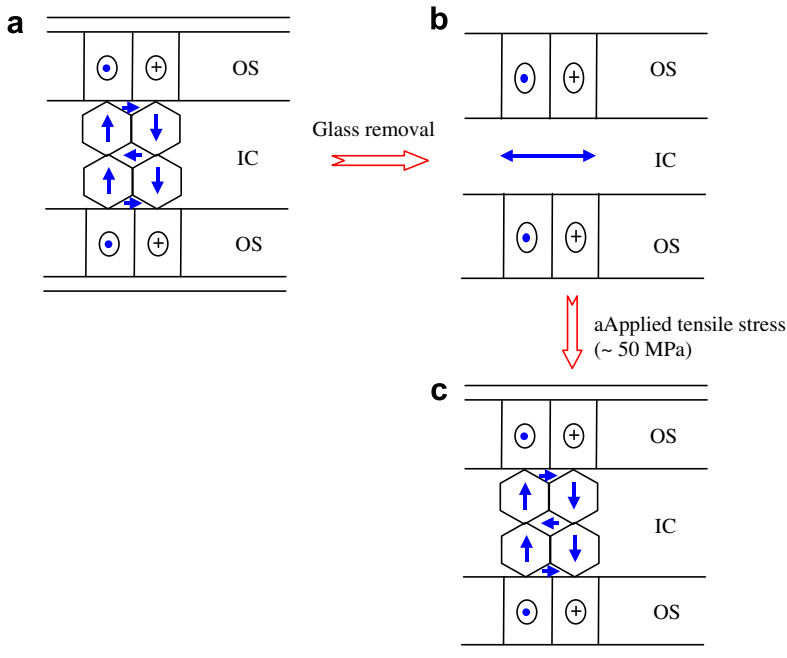 a
OS
+
IC
OS
+
Glass removal
b
OS
+
IC
OS
+
aApplied tensile stress
(~ 50 MPa)
c
OS
+
IC
OS
+